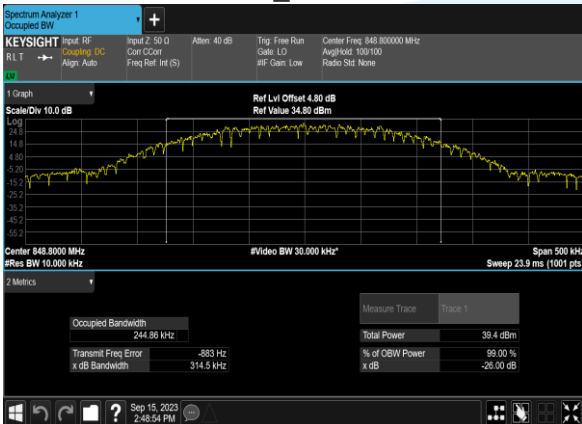 Spectrum Analyzer 1
Occupied BW
+
KEYSIGHT Input: RF Input Z: 50 Ω Atten: 40 dB Trig: Free Run Center Freq: 848.800000 MHz
RLT Coupling: DC Corr CCorr Gate: LO Avg|Hold: 100/100
Align: Auto Freq Ref: Int (S) #IF Gain: Low Radio Std: None
1 Graph
Ref Lvl Offset 4.80 dB
Scale/Div 10.0 dB Ref Value 34.80 dBm
Log
24.8
14.8
4.80
-5.20
-15.2
-25.2
-35.2
-45.2
-55.2
Center 848.8000 MHz #Video BW 30.000 kHz* Span 500 kHz
#Res BW 10.000 kHz Sweep 23.9 ms (1001 pts
2 Metrics
Measure Trace Trace 1
Occupied Bandwidth
244.86 kHz Total Power 39.4 dBm
Transmit Freq Error -883 Hz % of OBW Power 99.00 %
x dB Bandwidth 314.5 kHz x dB -26.00 dB
? Sep 15, 2023
2:48:54 PM